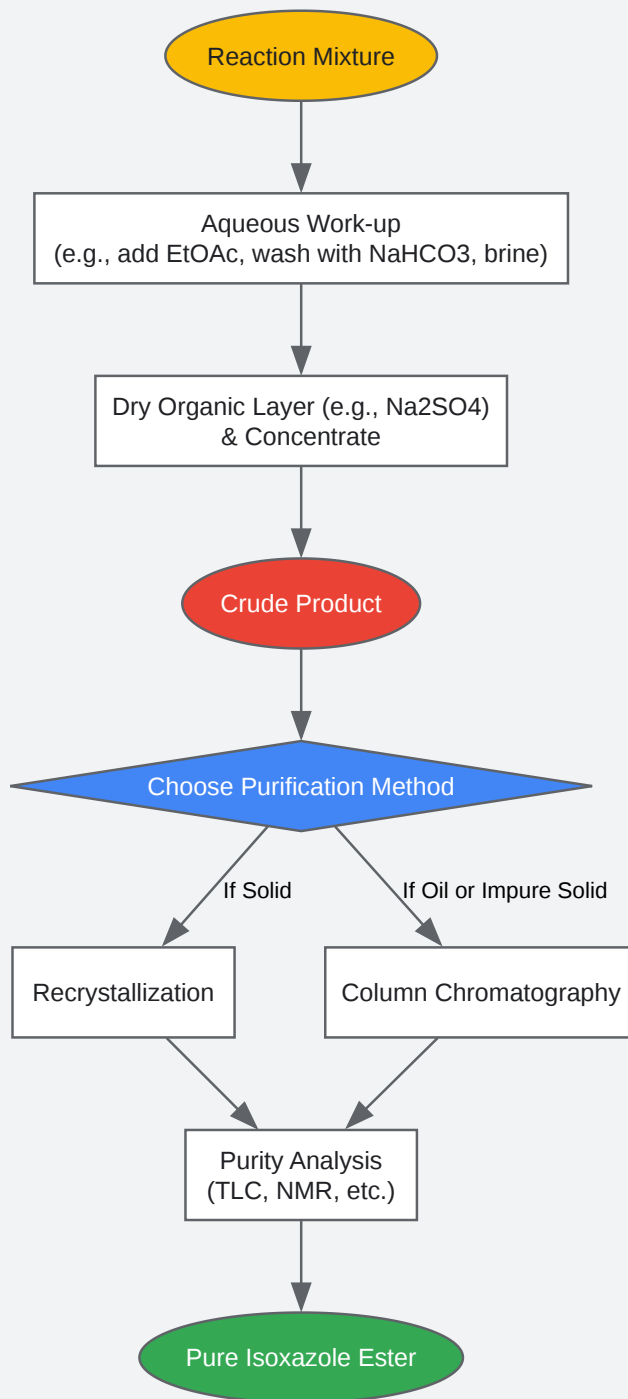 Reaction Mixture
Aqueous Work-up
(e.g., add EtOAc, wash with NaHCO3, brine)
Dry Organic Layer (e.g., Na2SO4)
& Concentrate
Crude Product
Choose Purification Method
If Solid
If Oil or Impure Solid
Recrystallization
Column Chromatography
Purity Analysis
(TLC, NMR, etc.)
Pure Isoxazole Ester